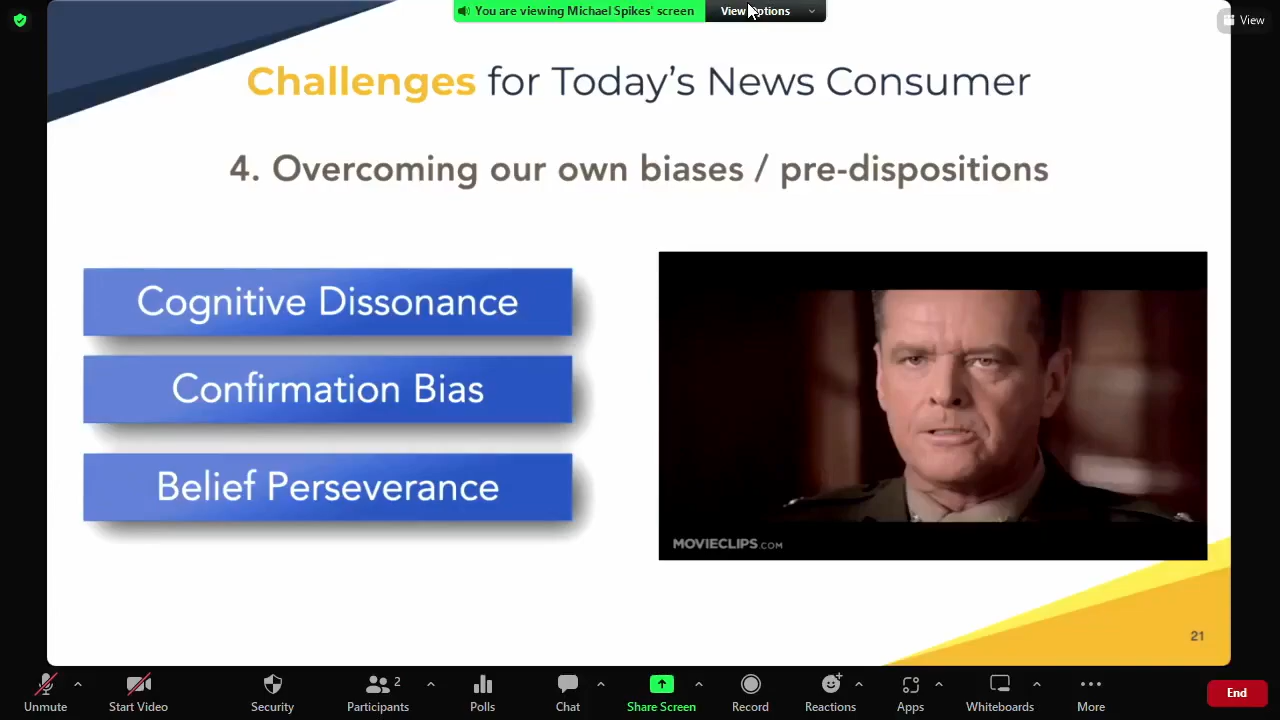 You are viewing Michael Spikes' screen
View Options
View
Challenges for Today's News Consumer
4. Overcoming our own biases / pre-dispositions
Cognitive Dissonance
Confirmation Bias
Belief Perseverance
MOVIECLIPS.COM
21
2
Unmute
Start Video
Security
Participants
Polls
Chat
Share Screen
Record
Reactions
Apps
Whiteboards
More
End